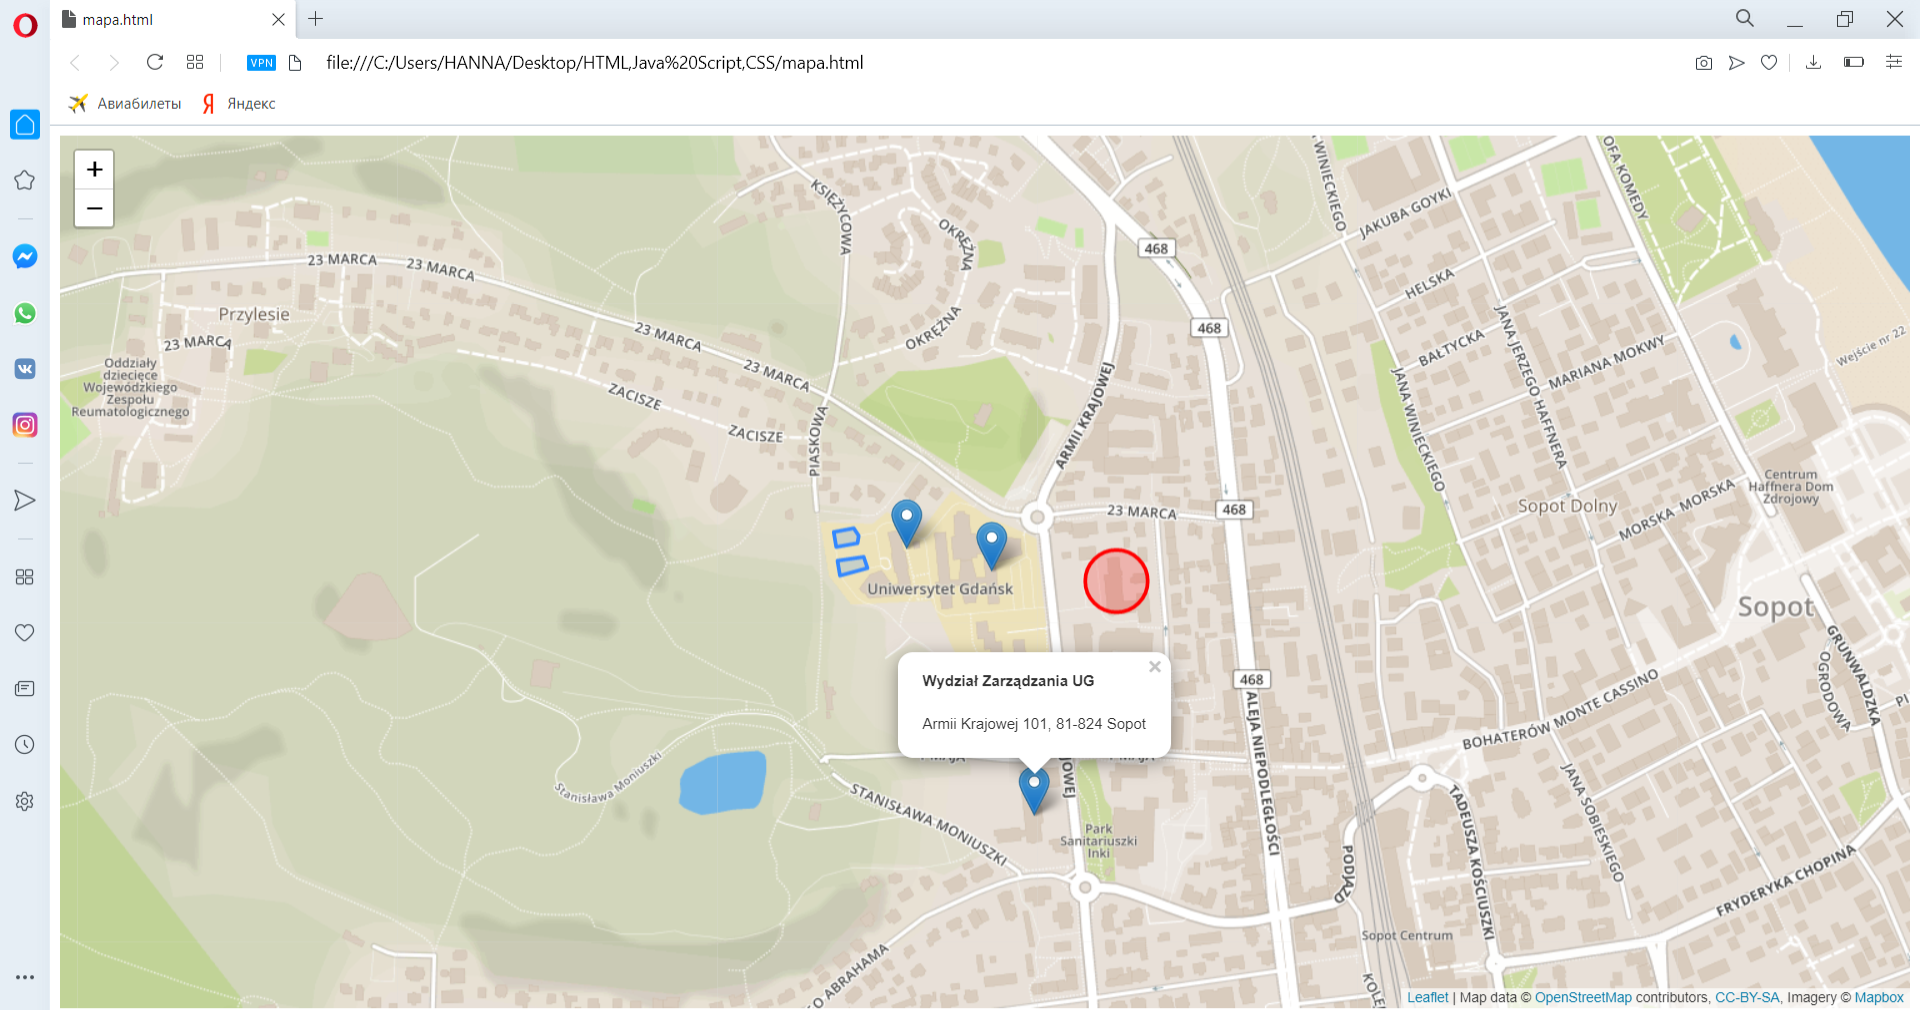 mapa.html
VPN
file:///C:/Users/HANNA/Desktop/HTML,Java%20Script,CSS/mapa.html
Авиабилеты
Я
Яндекс
+
−
KSIĘŻYCOWA
OKRĘŻNA
WINIECKIEGO
JAKUBA GOYKI
OFA KOMEDY
468
23 MARCA
23 MARCA
HELSKA
Przylesie
468
23 MARCA
23 MARCA
OKRĘŻNA
BAŁTYCKA
JANA JERZEGO HAFFNERA
MARIANA MOKWY
Wejście nr 22
Oddziały
dziecięce
Wojewódzkiego
Zespołu
Reumatologicznego
23 MARCA
ZACISZE
ZACISZE
PIASKOWA
ARMII KRAJOWEJ
JANA WINIECKIEGO
Centrum
Haffnera Dom
Zdrojowy
Sopot Dolny
MORSKA
MORSKA
23 MARCA
468
Uniwersytet Gdańsk
Sopot
GRUNWALDZKA
OGRODOWA
PI
468
Wydział Zarządzania UG
×
Armii Krajowej 101, 81-824 Sopot
BOHATERÓW MONTE CASSINO
ALEJA NIEPODLEGŁOŚCI
JOWEJ
Stanisława Moniuszki
STANISŁAWA MONIUSZKI
Park
Sanitariuszki
Inki
TADEUSZA KOŚCIUSZKI
JANA SOBIESKIEGO
PODJAZD
FRYDERYKA CHOPINA
Sopot Centrum
O ABRAHAMA
KOLEJ
Leaflet | Map data © OpenStreetMap contributors, CC-BY-SA, Imagery © Mapbox